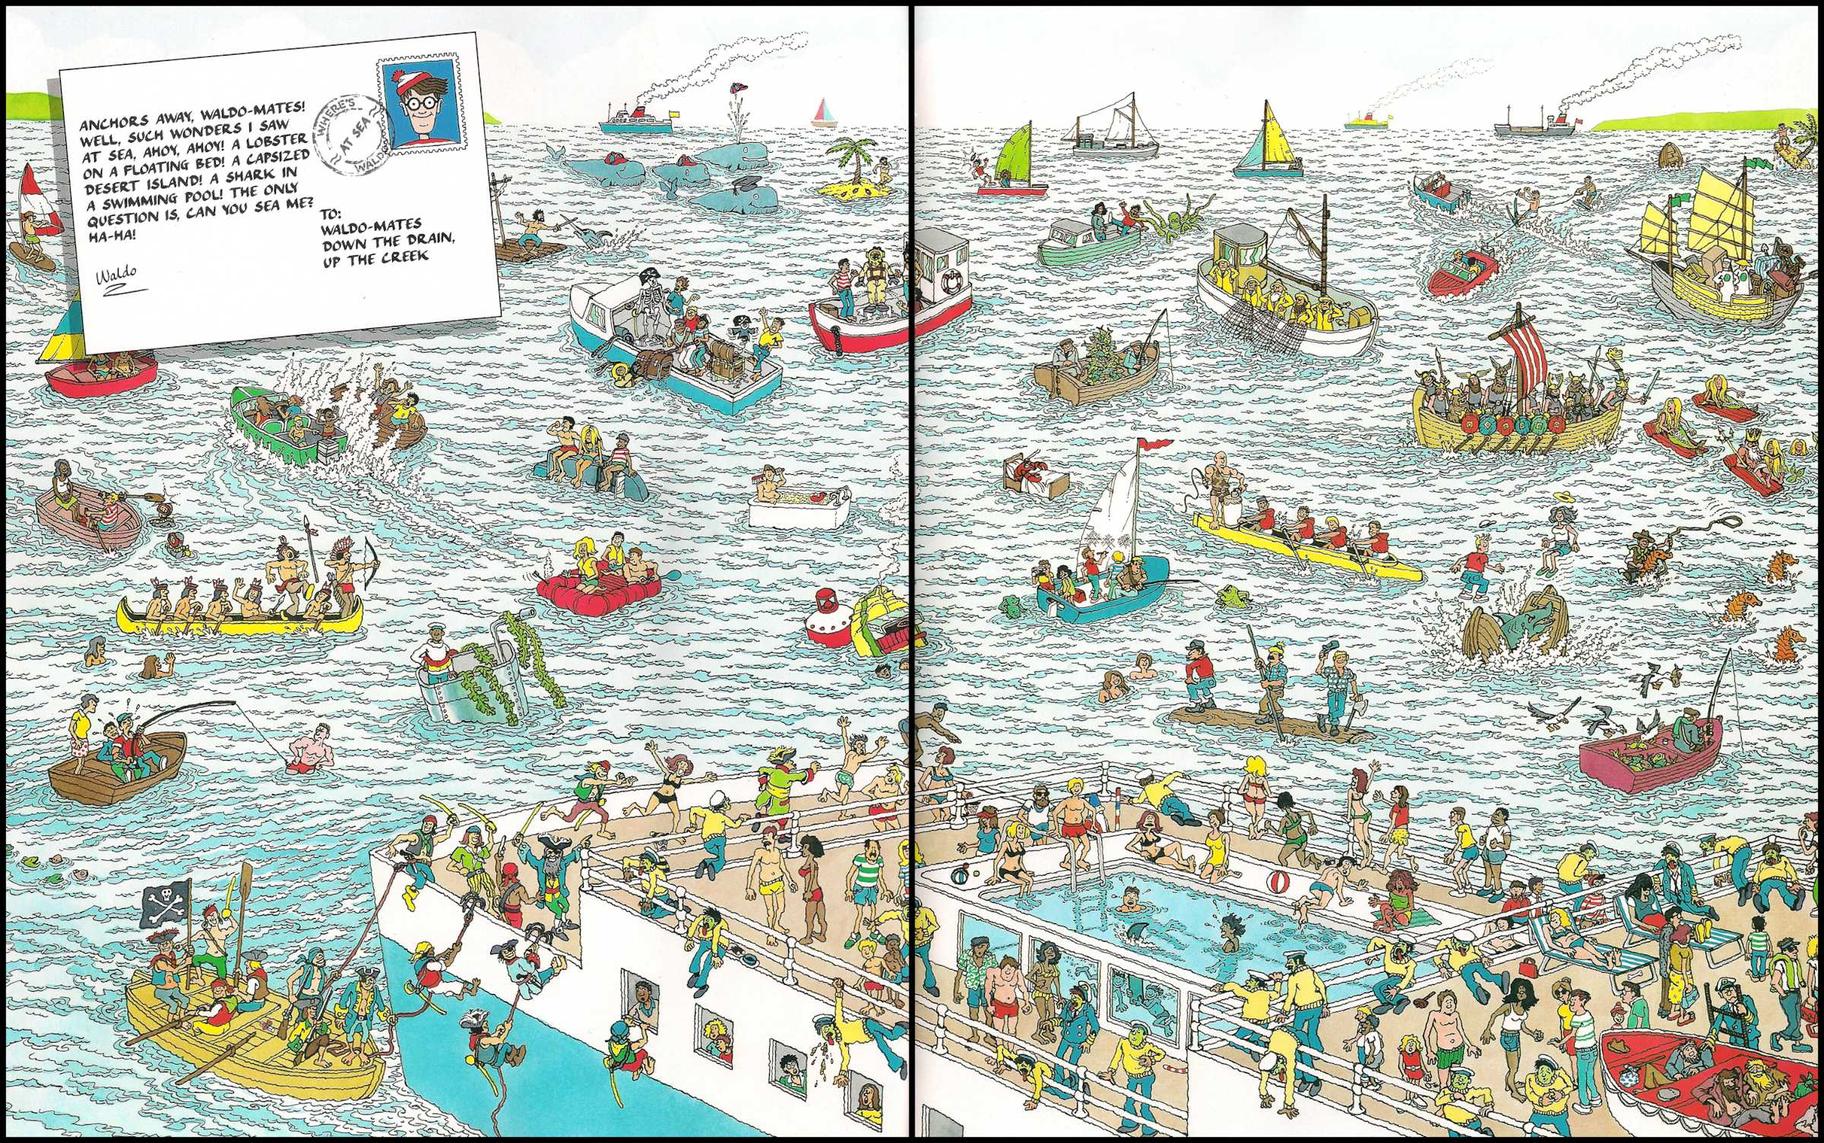 ANCHORS AWAY, WALDO-MATES!
WELL, SUCH WONDERS I SAW
AT SEA, AHOY, AHOY! A LOBSTER
ON A FLOATING BED! A CAPSIZED
DESERT ISLAND! A SHARK IN
A SWIMMING POOL! THE ONLY
QUESTION IS, CAN YOU SEA ME?
HA-HA!
Waldo
WHERE'S
AT SEA
WALDO
TO:
WALDO-MATES
DOWN THE DRAIN,
UP THE CREEK